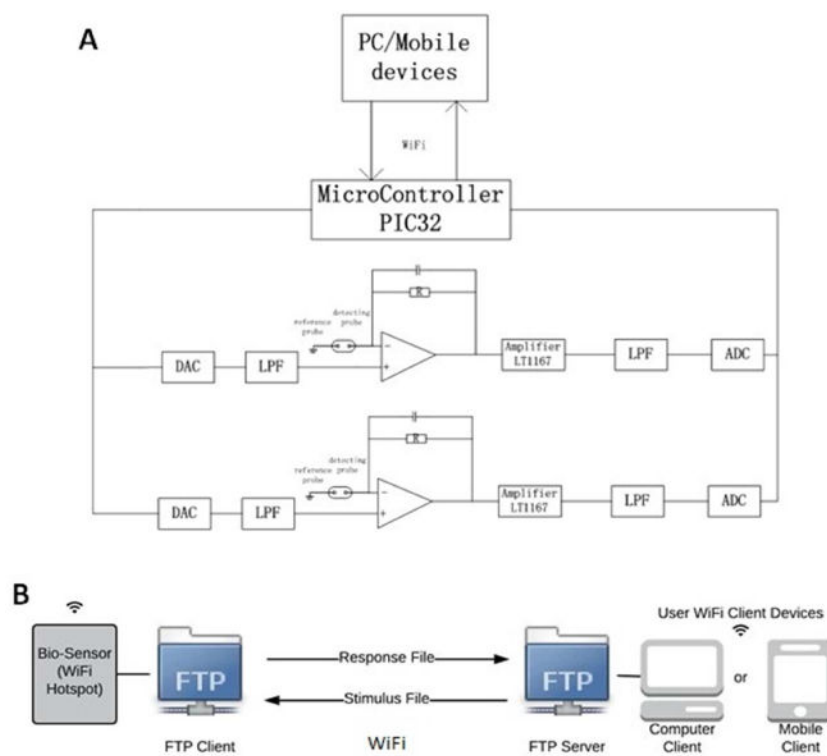 A
PC/Mobile
devices
WiFi
MicroController
PIC32
reference
probe
detecting
probe
R
DAC
LPF
Amplifier
LT1167
LPF
ADC
reference
probe
detecting
probe
R
DAC
LPF
Amplifier
LT1167
LPF
ADC
B
Bio-Sensor
(WiFi
Hotspot)
FTP
FTP Client
Response File
Stimulus File
WiFi
FTP
FTP Server
User WiFi Client Devices
or
Computer
Client
Mobile
Client